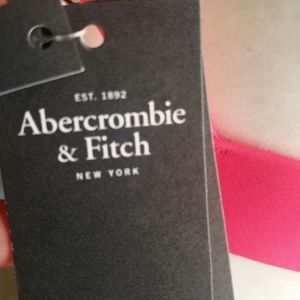 EST. 1892
Abercrombie
& Fitch
NEW YORK